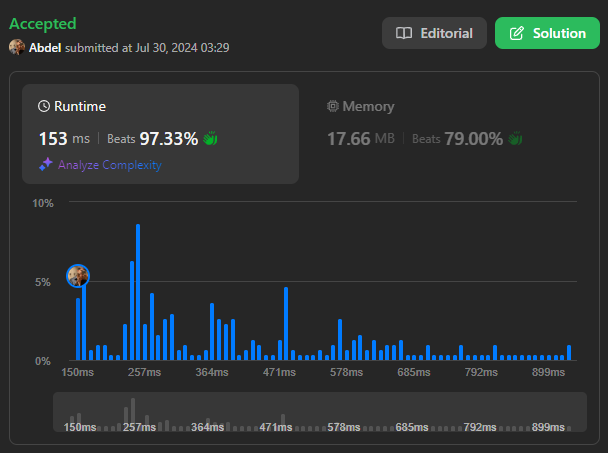 Accepted
Abdel submitted at Jul 30, 2024 03:29
Editorial
Solution
Runtime
153 ms | Beats 97.33%
Analyze Complexity
Memory
17.66 MB | Beats 79.00%
10%
5%
0%
150ms 257ms 364ms 471ms 578ms 685ms 792ms 899ms
150ms 257ms 364ms 471ms 578ms 685ms 792ms 899ms